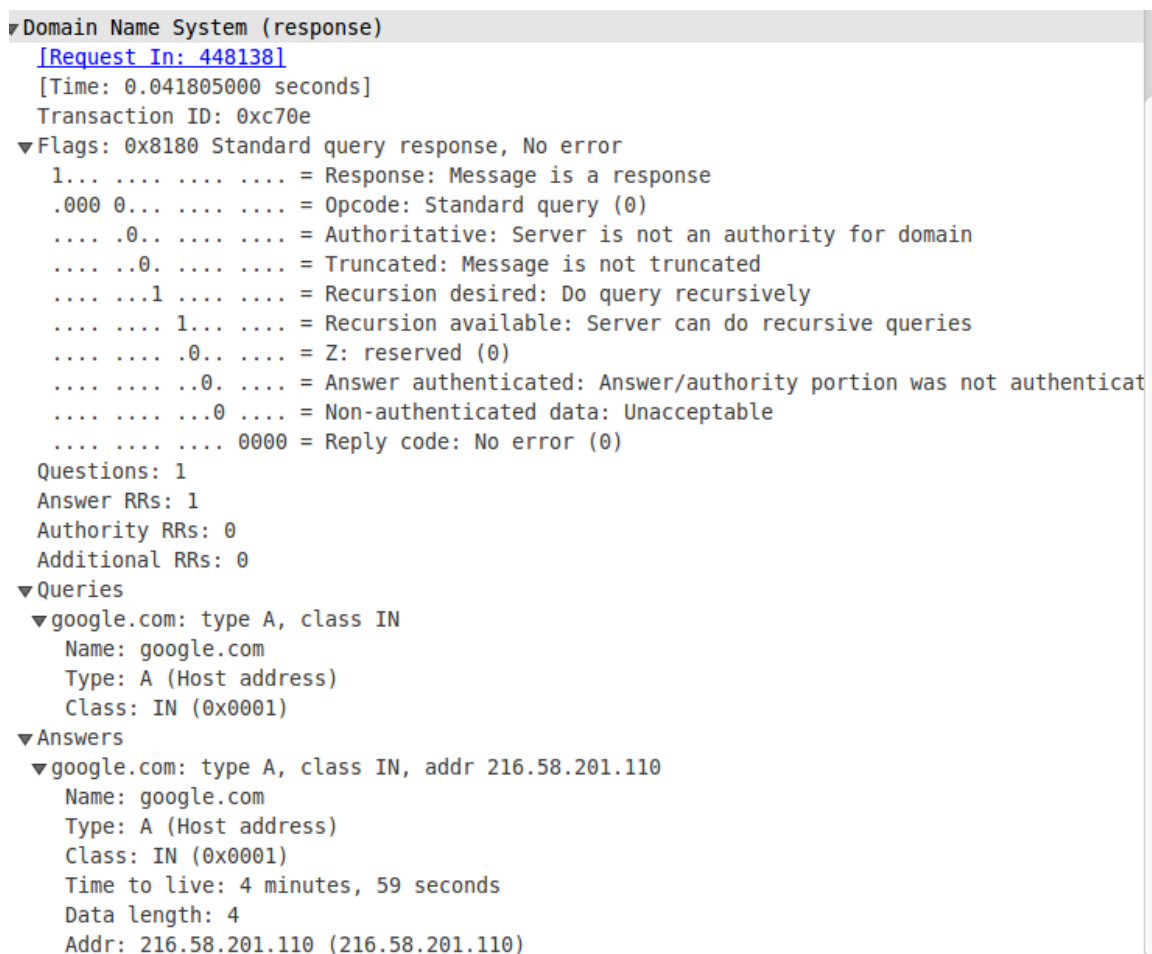 Domain Name System (response)
[Request In: 448138]
[Time: 0.041805000 seconds]
Transaction ID: 0xc70e
Flags: 0x8180 Standard query response, No error
1... .... .... .... = Response: Message is a response
.000 0... .... .... = Opcode: Standard query (0)
.... .0.. .... .... = Authoritative: Server is not an authority for domain
.... ..0. .... .... = Truncated: Message is not truncated
.... ...1 .... .... = Recursion desired: Do query recursively
.... .... 1... .... = Recursion available: Server can do recursive queries
.... .... .0.. .... = Z: reserved (0)
.... .... ..0. .... = Answer authenticated: Answer/authority portion was not authenticat
.... .... ...0 .... = Non-authenticated data: Unacceptable
.... .... .... 0000 = Reply code: No error (0)
Questions: 1
Answer RRs: 1
Authority RRs: 0
Additional RRs: 0
Queries
google.com: type A, class IN
Name: google.com
Type: A (Host address)
Class: IN (0x0001)
Answers
google.com: type A, class IN, addr 216.58.201.110
Name: google.com
Type: A (Host address)
Class: IN (0x0001)
Time to live: 4 minutes, 59 seconds
Data length: 4
Addr: 216.58.201.110 (216.58.201.110)